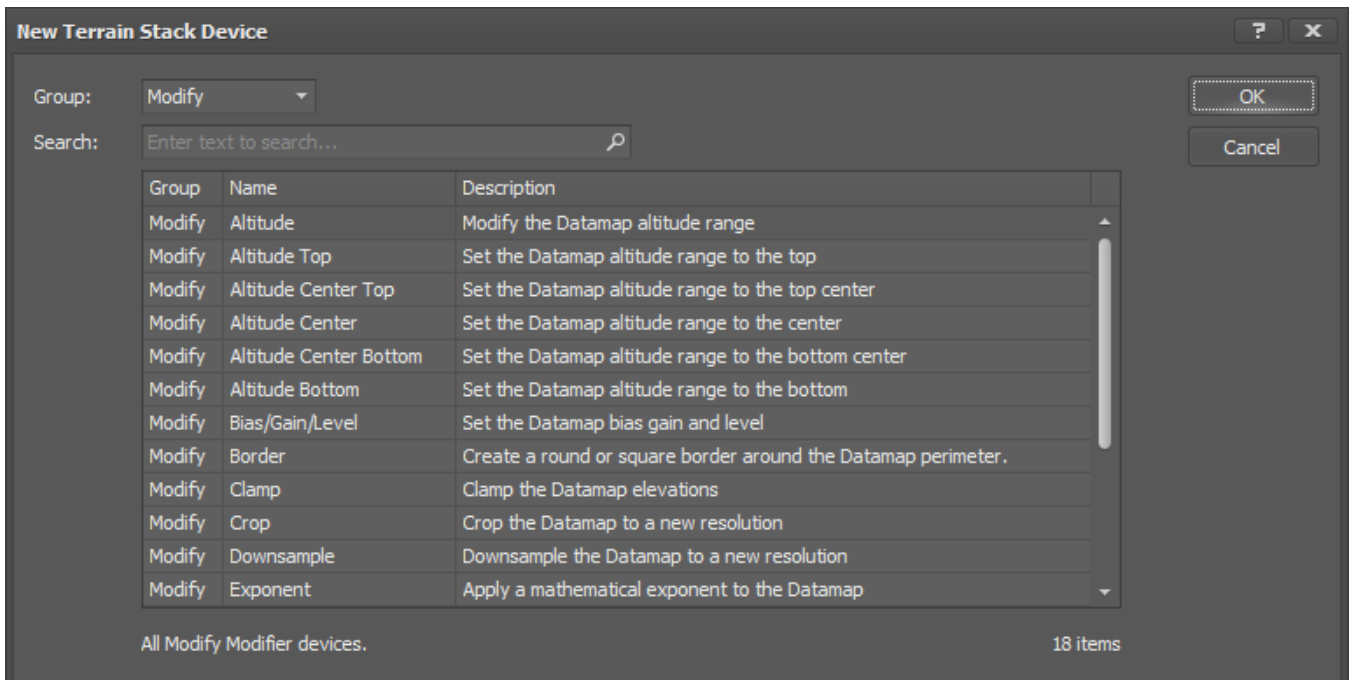 New Terrain Stack Device
? x
Group: Modify OK
Search: Enter text to search... Cancel
Group Name Description
Modify Altitude Modify the Datamap altitude range
Modify Altitude Top Set the Datamap altitude range to the top
Modify Altitude Center Top Set the Datamap altitude range to the top center
Modify Altitude Center Set the Datamap altitude range to the center
Modify Altitude Center Bottom Set the Datamap altitude range to the bottom center
Modify Altitude Bottom Set the Datamap altitude range to the bottom
Modify Bias/Gain/Level Set the Datamap bias gain and level
Modify Border Create a round or square border around the Datamap perimeter.
Modify Clamp Clamp the Datamap elevations
Modify Crop Crop the Datamap to a new resolution
Modify Downsample Downsample the Datamap to a new resolution
Modify Exponent Apply a mathematical exponent to the Datamap
All Modify Modifier devices. 18 items